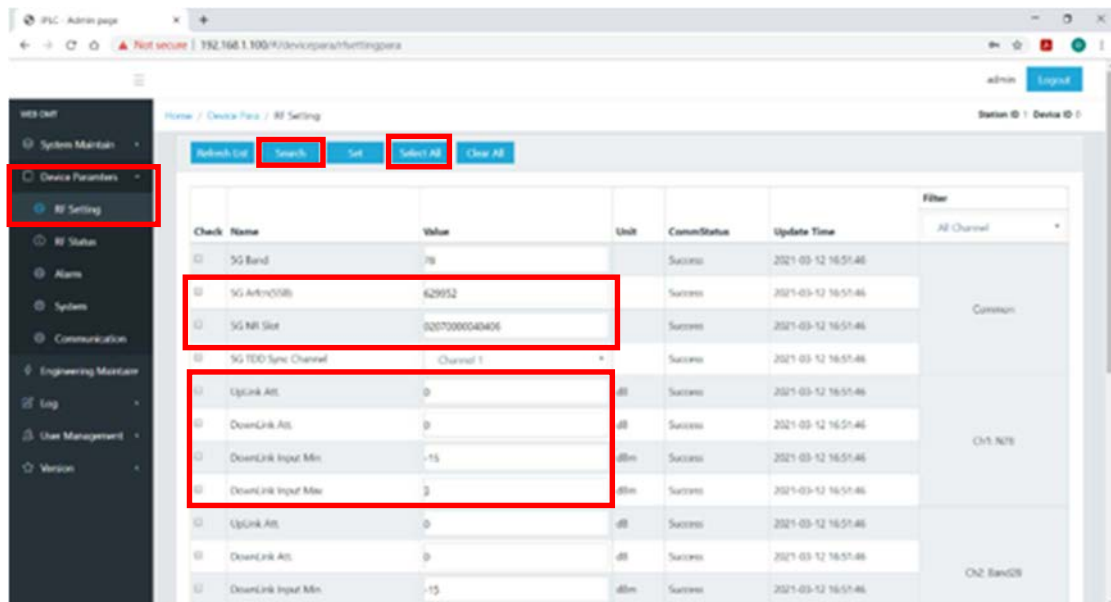 iPLC - Admin page
Not secure | 192.168.1.100/#/devicepara/rfsettingpara
admin Logout
WEB OMT Home / Device Para / RF Setting Station ID 1 Device ID 0
System Maintain
Refresh List Search Set Select All Clear All
Device Paramters
RF Setting
RF Status
Alarm
System
Communication
Engineering Maintain
Log
User Management
Version
Filter
Check Name Value Unit CommStatus Update Time All Channel
5G Band 78 Success 2021-03-12 16:51:46
5G Arfcn(SSB) 629952 Success 2021-03-12 16:51:46
Common
5G NR Slot 02070000040406 Success 2021-03-12 16:51:46
5G TDD Sync Channel Channel 1 Success 2021-03-12 16:51:46
UpLink Att. 0 dB Success 2021-03-12 16:51:46
DownLink Att. 0 dB Success 2021-03-12 16:51:46
Ch1: N78
DownLink Input Min -15 dBm Success 2021-03-12 16:51:46
DownLink Input Max dBm Success 2021-03-12 16:51:46
UpLink Att. 0 dB Success 2021-03-12 16:51:46
DownLink Att. 0 dB Success 2021-03-12 16:51:46
Ch2: Band28
DownLink Input Min -15 dBm Success 2021-03-12 16:51:46